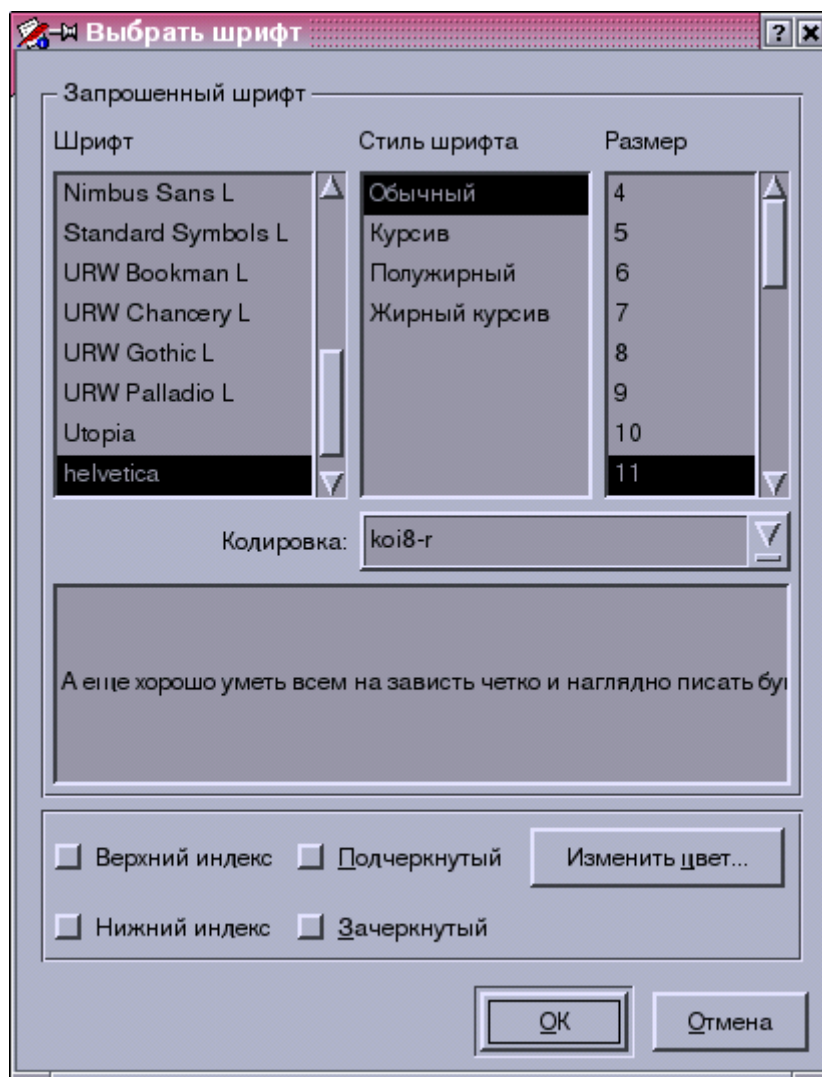 Выбрать шрифт
Запрошенный шрифт
Шрифт Стиль шрифта Размер
Nimbus Sans L Обычный 4
Standard Symbols L Курсив 5
URW Bookman L Полужирный 6
URW Chancery L Жирный курсив 7
URW Gothic L 8
URW Palladio L 9
Utopia 10
helvetica 11
Кодировка: koi8-r
А еще хорошо уметь всем на зависть четко и наглядно писать
Верхний индекс Подчеркнутый Изменить цвет...
Нижний индекс Зачеркнутый
OK Отмена